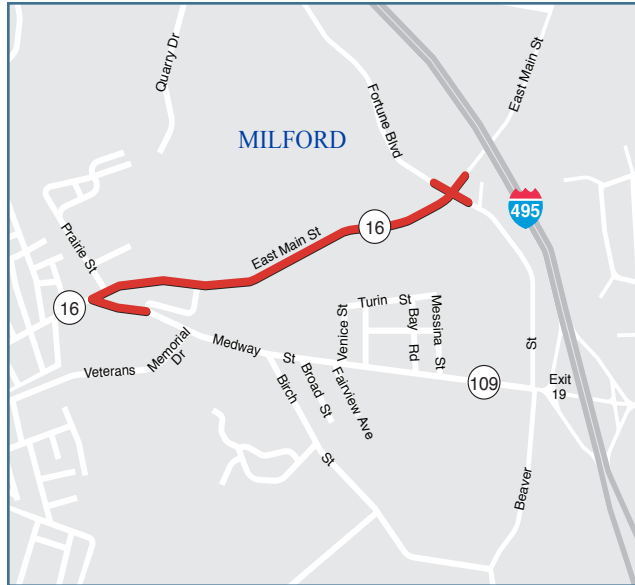 Quarry Dr
Fortune Blvd
East Main St
MILFORD
495
Prairie St
East Main St
16
16
Turin St
Venice St
Bay Rd
Messina St
Memorial Dr
Veterans
Medway St
Birch St
Broad St
Fairview Ave
109
St
Exit
19
Beaver